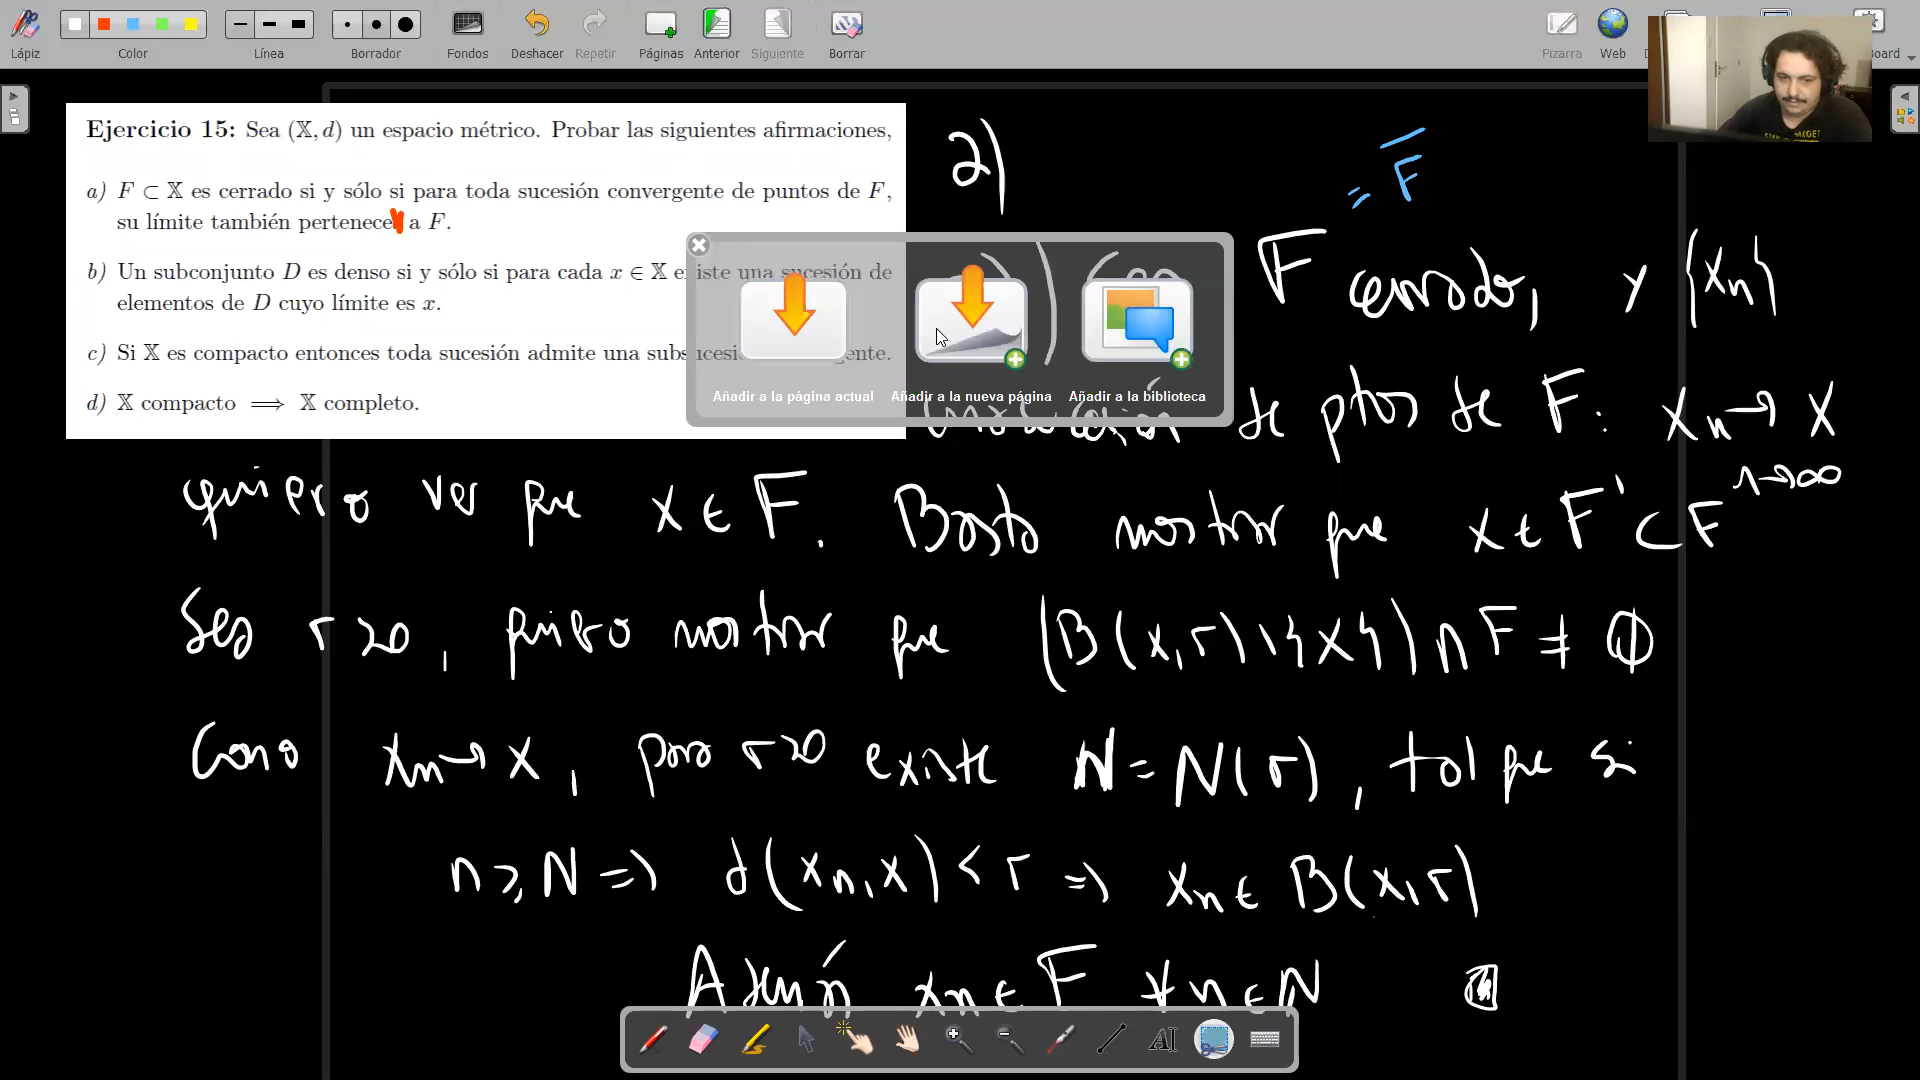 Lápiz Color Línea Borrador Fondos Deshacer Repetir Páginas Anterior Siguiente Borrar Pizarra Web Board
Ejercicio 15: Sea (𝕏, d) un espacio métrico. Probar las siguientes afirmaciones,
a) F ⊂ 𝕏 es cerrado si y sólo si para toda sucesión convergente de puntos de F,
su límite también pertenece a F.
b) Un subconjunto D es denso si y sólo si para cada x ∈ 𝕏 existe una sucesión de
elementos de D cuyo límite es x.
c) Si 𝕏 es compacto entonces toda sucesión admite una
d) 𝕏 compacto ⟹ 𝕏 completo.
Añadir a la página actual Añadir a la nueva página Añadir a la biblioteca
a)
= F̅
F cerrado, y {xn}
de ptos de F: xn → x
n→∞
quiero ver que x ∈ F. Basta mostrar que x ∈ F' ⊂ F
Sea r>0, quiero mostrar que (B(x,r)\{x}) ∩ F ≠ ∅
Como xn → x, para r>0 existe N = N(r), tal que si
n ≥ N => d(xn,x) < r => xn ∈ B(x,r)
Además xn ∈ F ∀n ∈ N